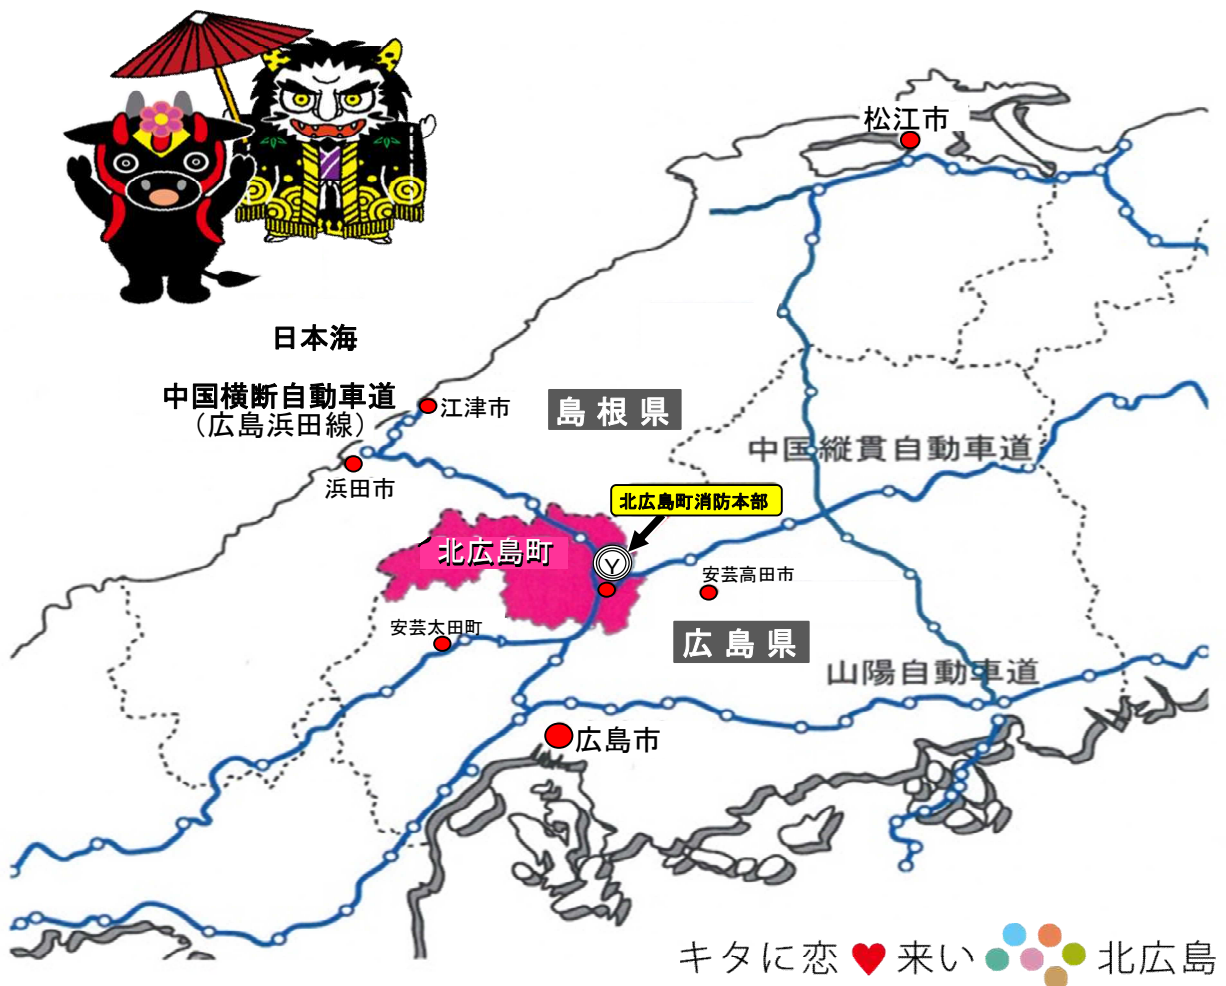 松江市
日本海
中国横断自動車道
（広島浜田線）
江津市
島根県
中国縦貫自動車道
浜田市
北広島町消防本部
北広島町
Y
安芸高田市
安芸太田町
広島県
山陽自動車道
広島市
キタに恋♥来い 北広島